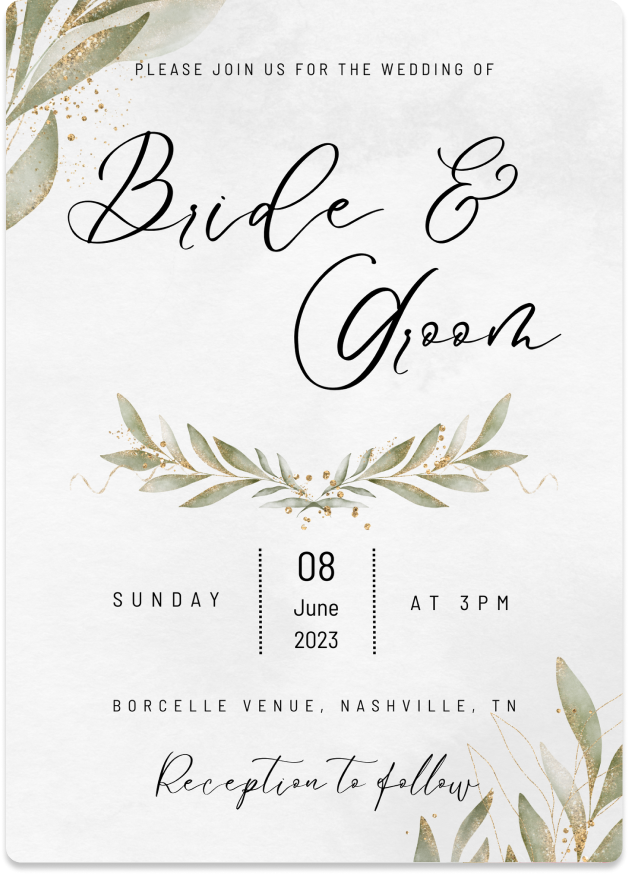 PLEASE JOIN US FOR THE WEDDING OF
Bride &
Groom
SUNDAY
08
June
2023
AT 3PM
BORCELLE VENUE, NASHVILLE, TN
Reception to follow